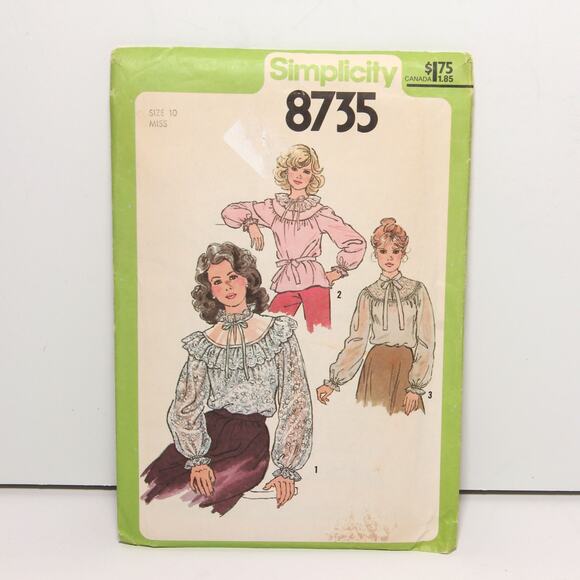 Simplicity
$1.75
CANADA 1.85
8735
SIZE 10
MISS
2
3
1